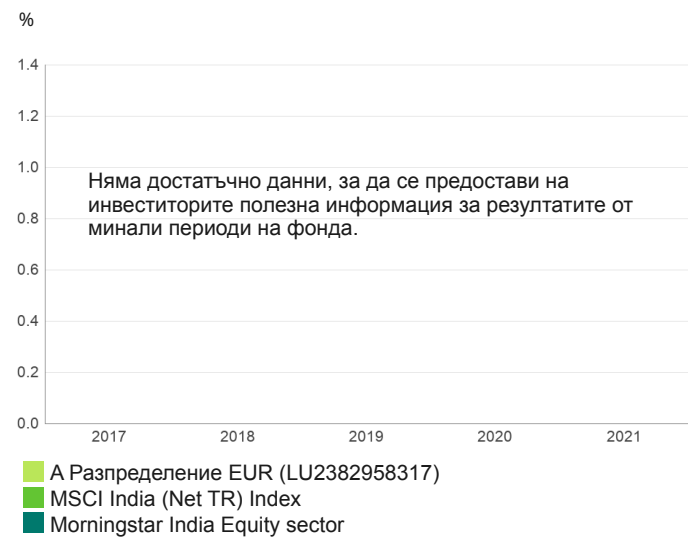 %
1.4
1.2
1.0
Няма достатъчно данни, за да се предостави на
инвеститорите полезна информация за резултатите от
минали периоди на фонда.
0.8
0.6
0.4
0.2
0.0
2017 2018 2019 2020 2021
А Разпределение EUR (LU2382958317)
MSCI India (Net TR) Index
Morningstar India Equity sector